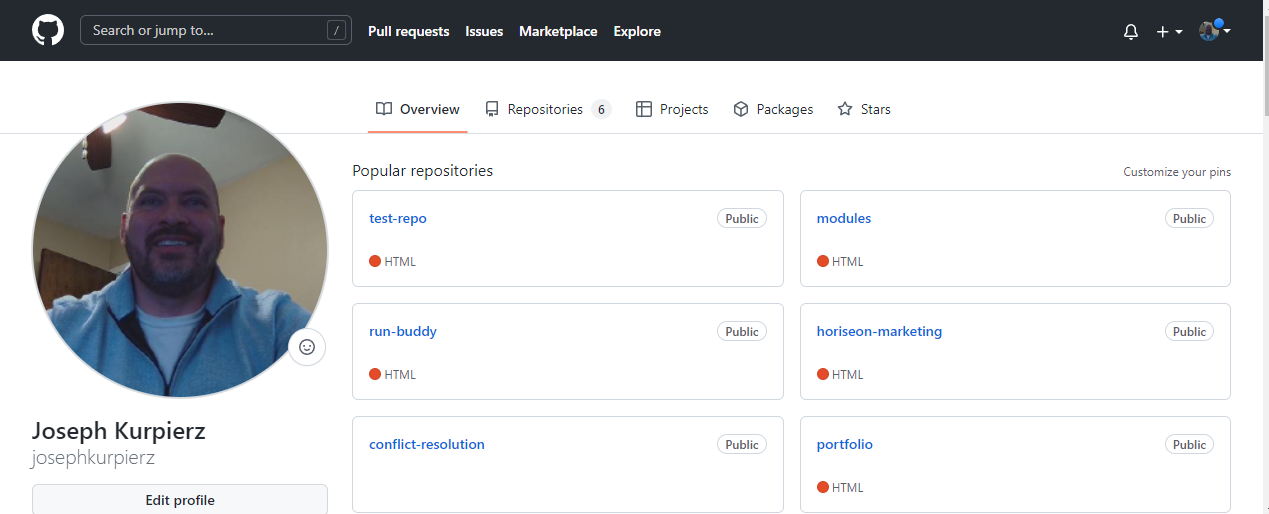 Search or jump to... / Pull requests Issues Marketplace Explore
Overview Repositories 6 Projects Packages Stars
Popular repositories Customize your pins
test-repo Public
HTML
modules Public
HTML
run-buddy Public
HTML
horiseon-marketing Public
HTML
conflict-resolution Public
portfolio Public
HTML
Joseph Kurpierz
josephkurpierz
Edit profile